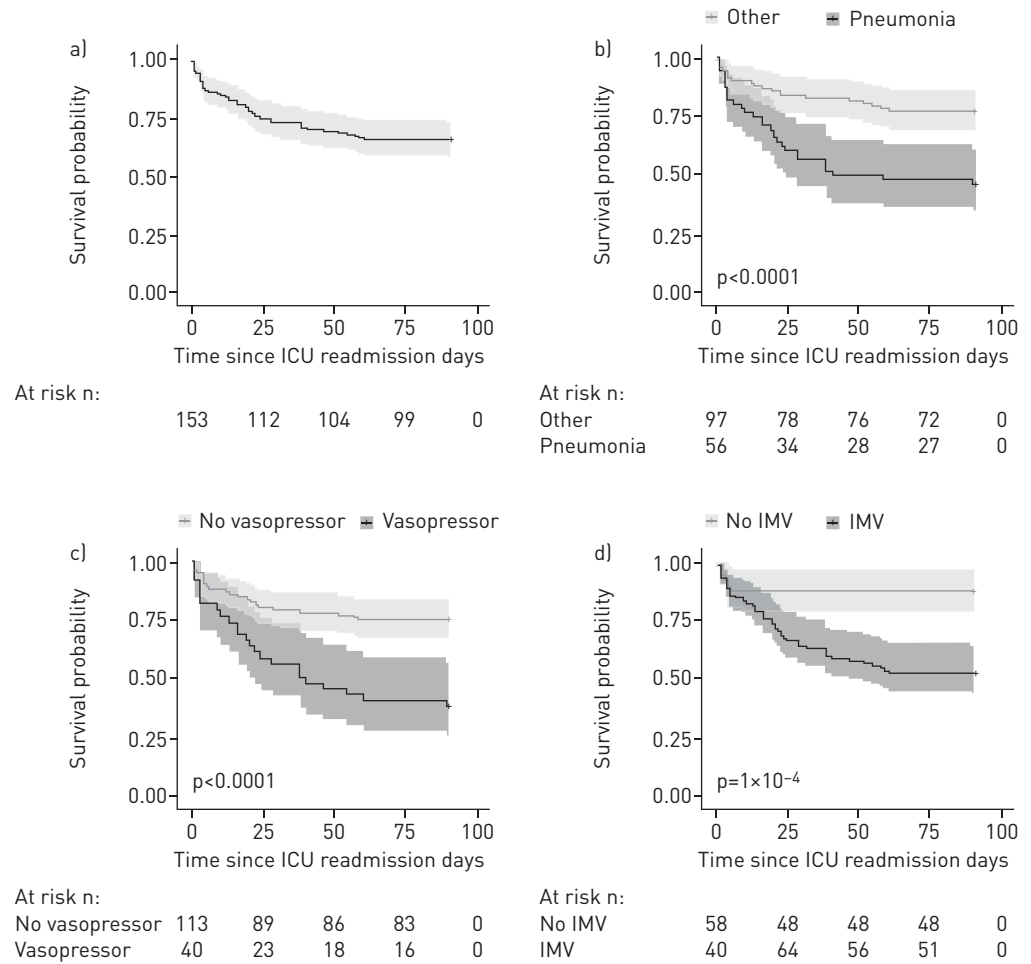 a)
1.00
0.75
0.50
0.25
0.00
Survival probability
0 25 50 75 100
Time since ICU readmission days
At risk n:
153 112 104 99 0
Other Pneumonia
b)
1.00
0.75
0.50
0.25
0.00
Survival probability
p<0.0001
0 25 50 75 100
Time since ICU readmission days
At risk n:
Other 97 78 76 72 0
Pneumonia 56 34 28 27 0
No vasopressor Vasopressor
c)
1.00
0.75
0.50
0.25
0.00
Survival probability
p<0.0001
0 25 50 75 100
Time since ICU readmission days
At risk n:
No vasopressor 113 89 86 83 0
Vasopressor 40 23 18 16 0
No IMV IMV
d)
1.00
0.75
0.50
0.25
0.00
Survival probability
p=1×10⁻⁴
0 25 50 75 100
Time since ICU readmission days
At risk n:
No IMV 58 48 48 48 0
IMV 40 64 56 51 0